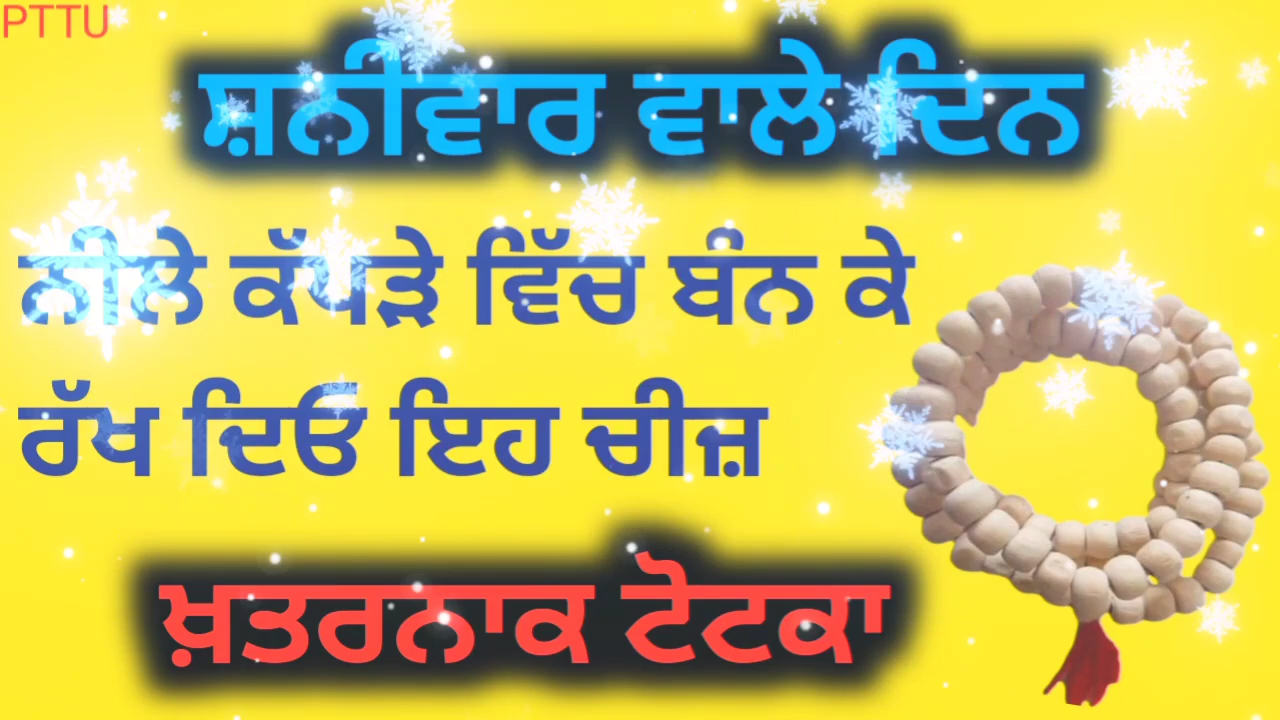 PTTU
ਸ਼ਨੀਵਾਰ ਵਾਲੇ ਦਿਨ
ਨੀਲੇ ਕੱਪੜੇ ਵਿੱਚ ਬੰਨ ਕੇ
ਰੱਖ ਦਿਓ ਇਹ ਚੀਜ਼
ਖ਼ਤਰਨਾਕ ਟੋਟਕਾ